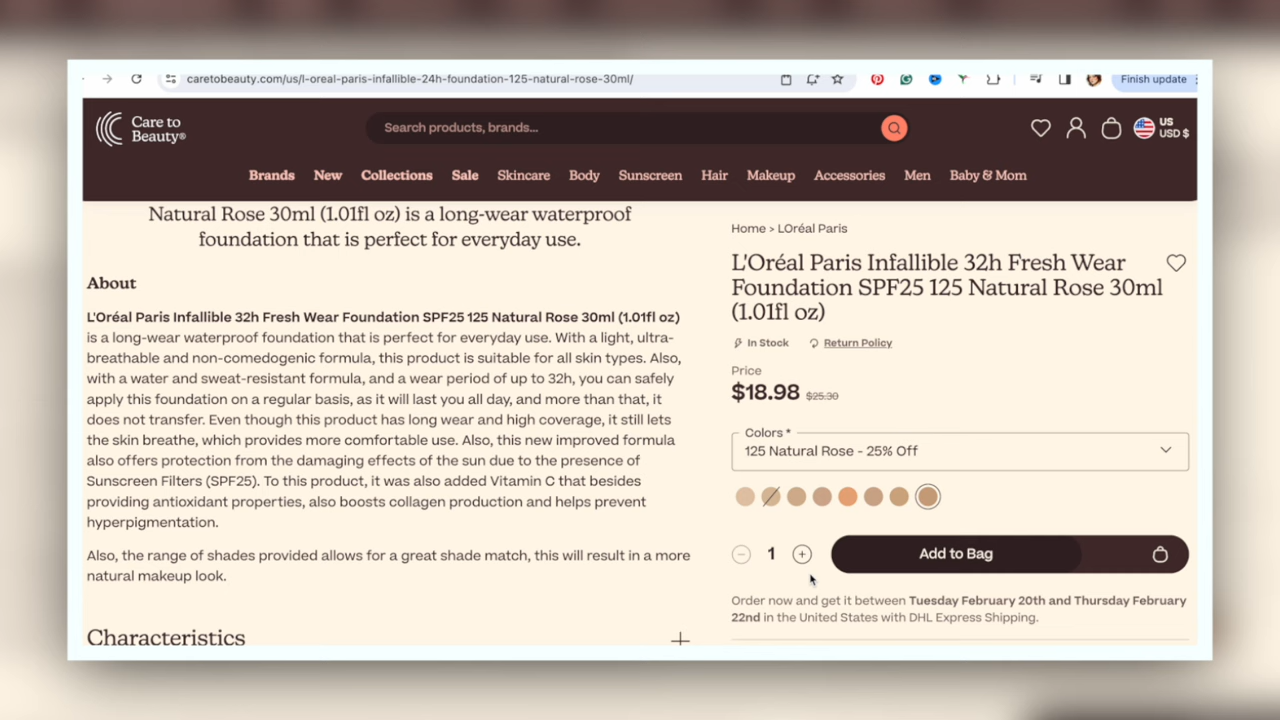 caretobeauty.com/us/l-oreal-paris-infallible-24h-foundation-125-natural-rose-30ml/
Finish update
Care to
Beauty®
Search products, brands...
US
USD $
Brands New Collections Sale Skincare Body Sunscreen Hair Makeup Accessories Men Baby & Mom
Natural Rose 30ml (1.01fl oz) is a long-wear waterproof
foundation that is perfect for everyday use.
About
L'Oréal Paris Infallible 32h Fresh Wear Foundation SPF25 125 Natural Rose 30ml (1.01fl oz)
is a long-wear waterproof foundation that is perfect for everyday use. With a light, ultra-
breathable and non-comedogenic formula, this product is suitable for all skin types. Also,
with a water and sweat-resistant formula, and a wear period of up to 32h, you can safely
apply this foundation on a regular basis, as it will last you all day, and more than that, it
does not transfer. Even though this product has long wear and high coverage, it still lets
the skin breathe, which provides more comfortable use. Also, this new improved formula
also offers protection from the damaging effects of the sun due to the presence of
Sunscreen Filters (SPF25). To this product, it was also added Vitamin C that besides
providing antioxidant properties, also boosts collagen production and helps prevent
hyperpigmentation.
Also, the range of shades provided allows for a great shade match, this will result in a more
natural makeup look.
Characteristics
Home > LOréal Paris
L'Oréal Paris Infallible 32h Fresh Wear
Foundation SPF25 125 Natural Rose 30ml
(1.01fl oz)
In Stock Return Policy
Price
$18.98 $25.30
Colors *
125 Natural Rose - 25% Off
1
Add to Bag
Order now and get it between Tuesday February 20th and Thursday February
22nd in the United States with DHL Express Shipping.